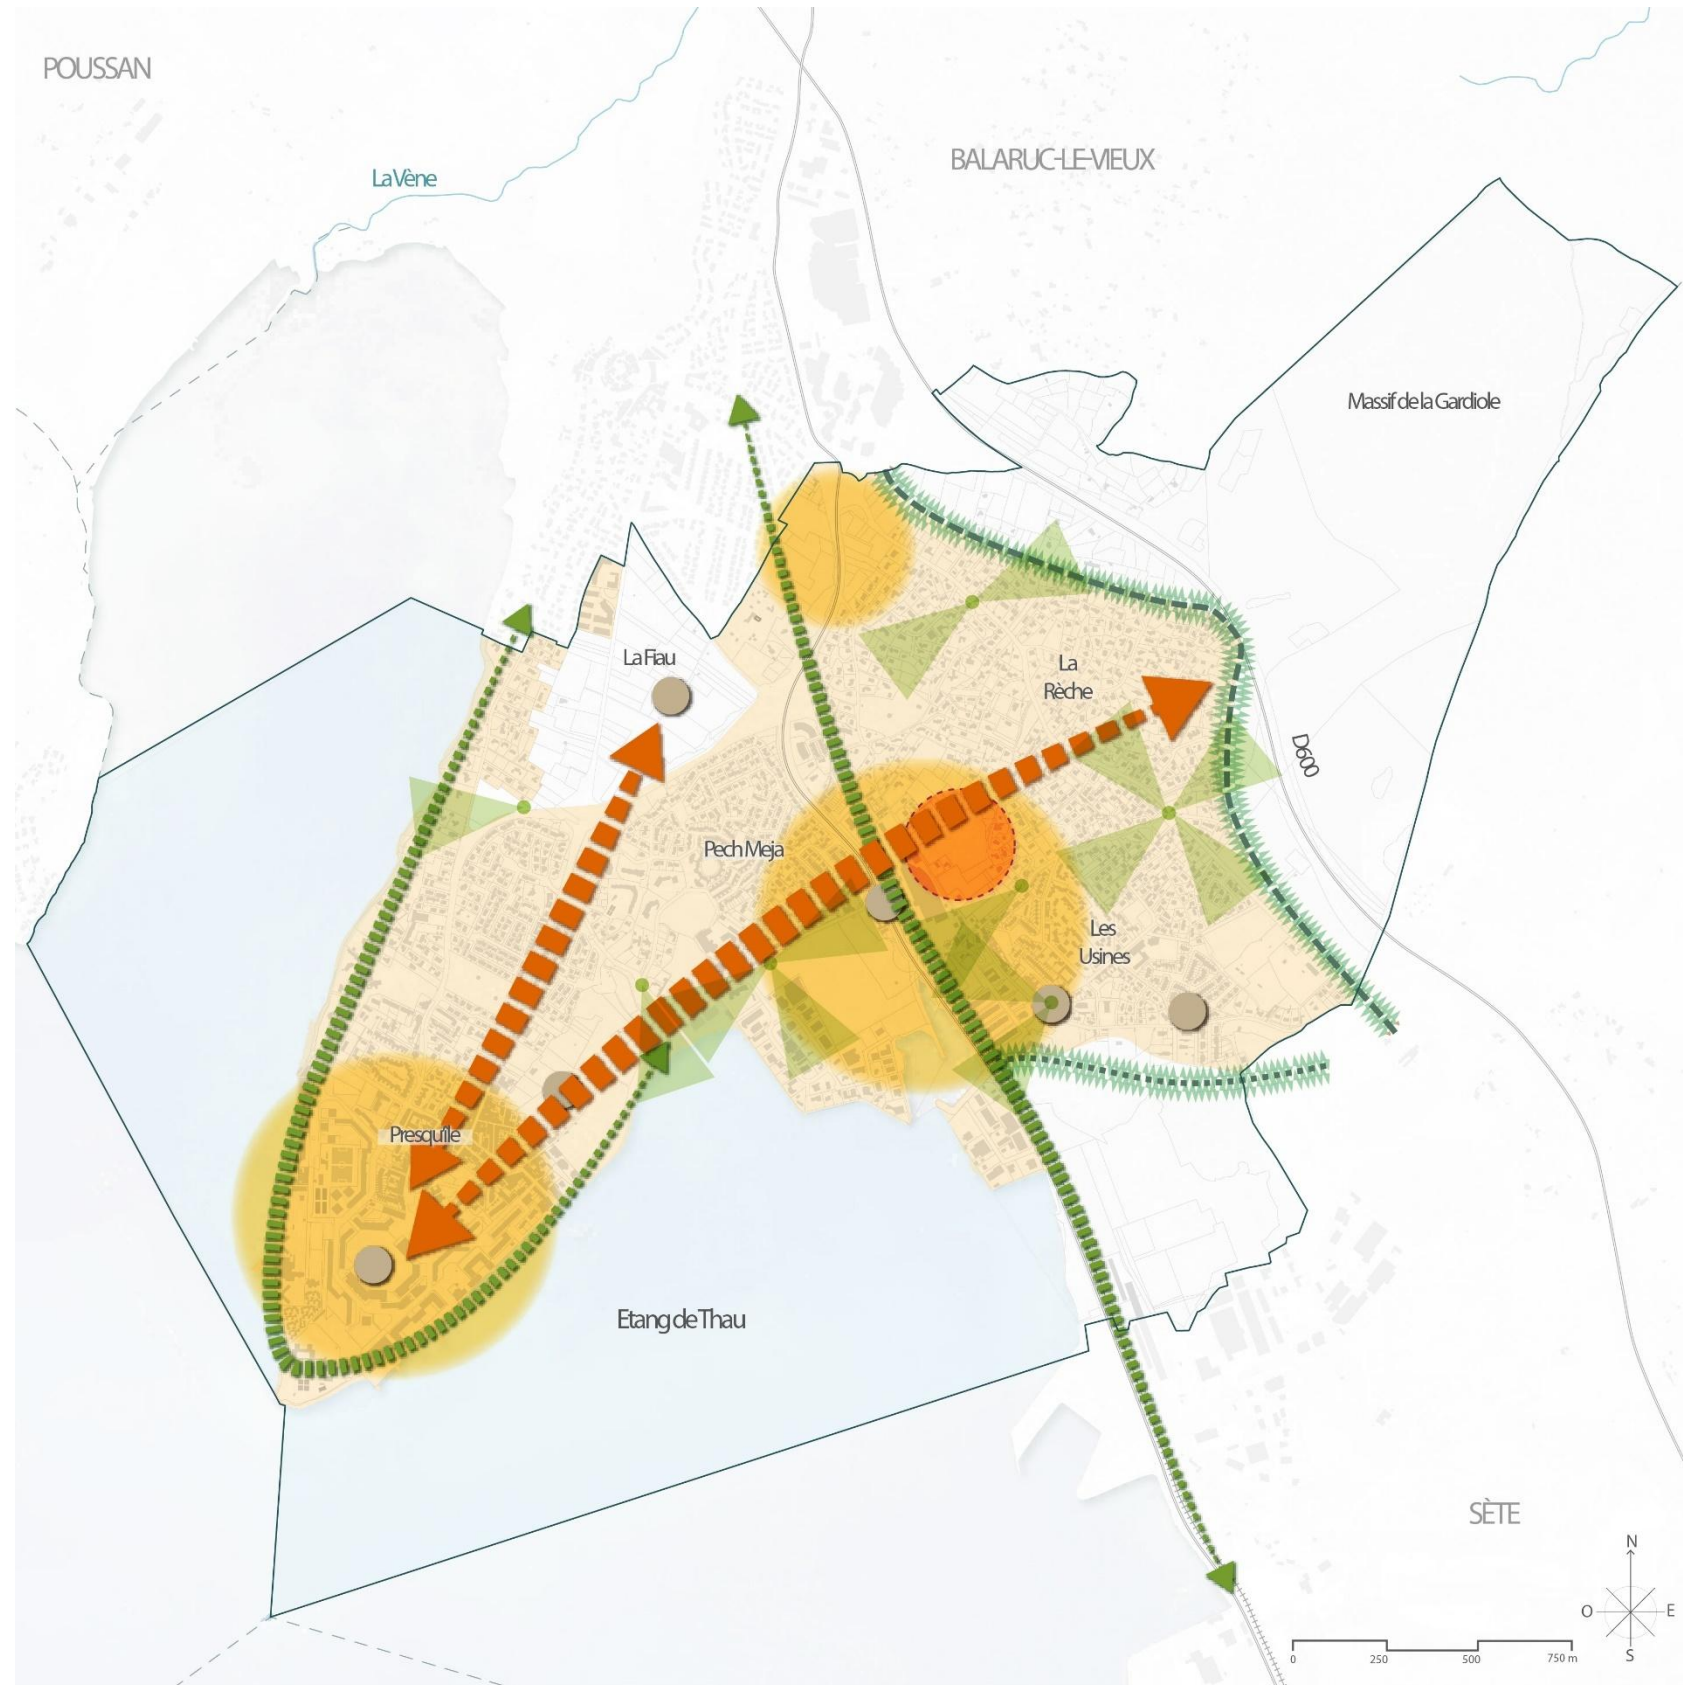 POUSSAN
BALARUC-LE-VIEUX
La Vène
Massif de la Gardiole
La Fiau
La
Rèche
D600
Pech Meja
Les
Usines
Presqu'île
Etang de Thau
SÈTE
N
O
E
S
0
250
500
750 m